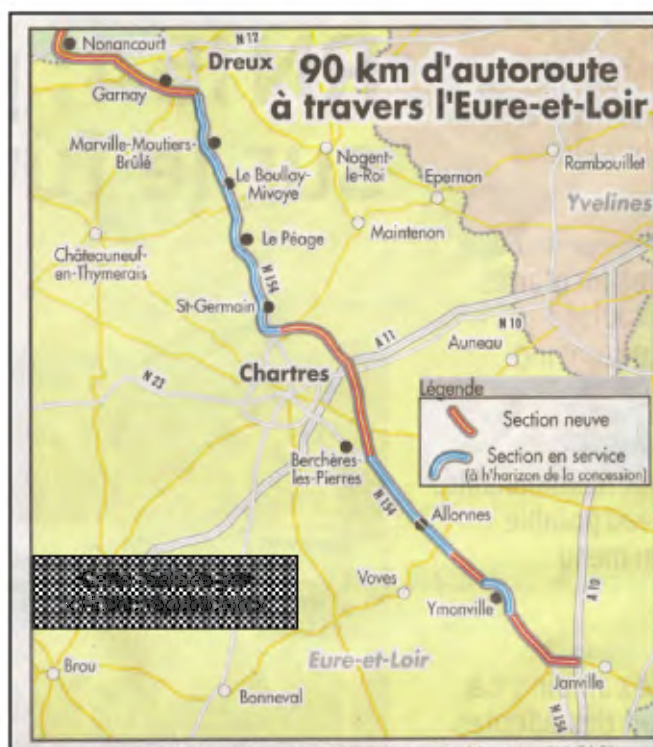 Nonancourt
N 12
Dreux
90 km d'autoroute
à travers l'Eure-et-Loir
Garnay
Marville-Moutiers-
Brûlé
Nogent-
le-Roi
Rambouillet
Le Boullay-
Mivoye
Epernon
Yvelines
Le Péage
Maintenon
Châteauneuf-
en-Thymerais
N 154
St-Germain
A 11
N 10
Auneau
Chartres
N 23
Légende
Section neuve
Section en service
(à h'horizon de la concession)
Berchères-
les-Pierres
N 154
Allonnes
A 10
Voves
Ymonville
Eure-et-Loir
Brou
Bonneval
Janville
N 154